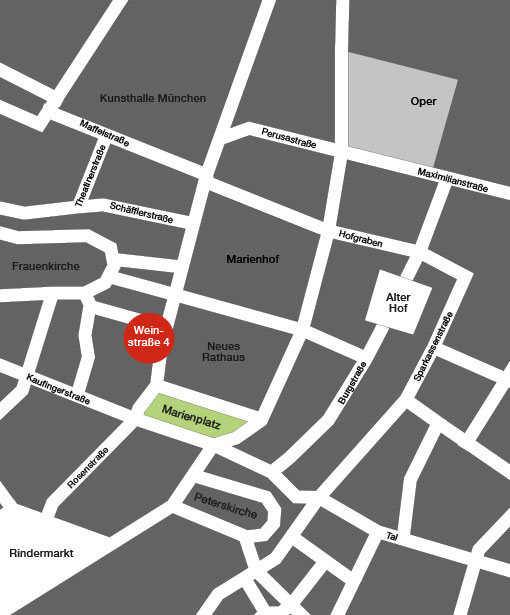 Kunsthalle München
Oper
Maffeistraße
Perusastraße
Theatinerstraße
Maximilianstraße
Schäfflerstraße
Hofgraben
Frauenkirche
Marienhof
Alter
Hof
Wein-
straße 4
Neues
Rathaus
Sparkassenstraße
Burgstraße
Kaufingerstraße
Marienplatz
Rosenstraße
Peterskirche
Rindermarkt
Tal